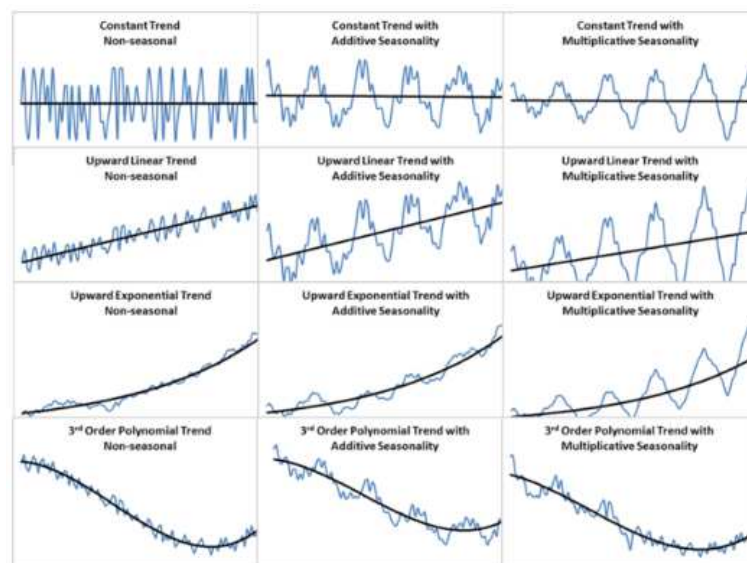 Constant Trend
Non-seasonal
Constant Trend with
Additive Seasonality
Constant Trend with
Multiplicative Seasonality
Upward Linear Trend
Non-seasonal
Upward Linear Trend with
Additive Seasonality
Upward Linear Trend with
Multiplicative Seasonality
Upward Exponential Trend
Non-seasonal
Upward Exponential Trend with
Additive Seasonality
Upward Exponential Trend with
Multiplicative Seasonality
3rd Order Polynomial Trend
Non-seasonal
3rd Order Polynomial Trend with
Additive Seasonality
3rd Order Polynomial Trend with
Multiplicative Seasonality